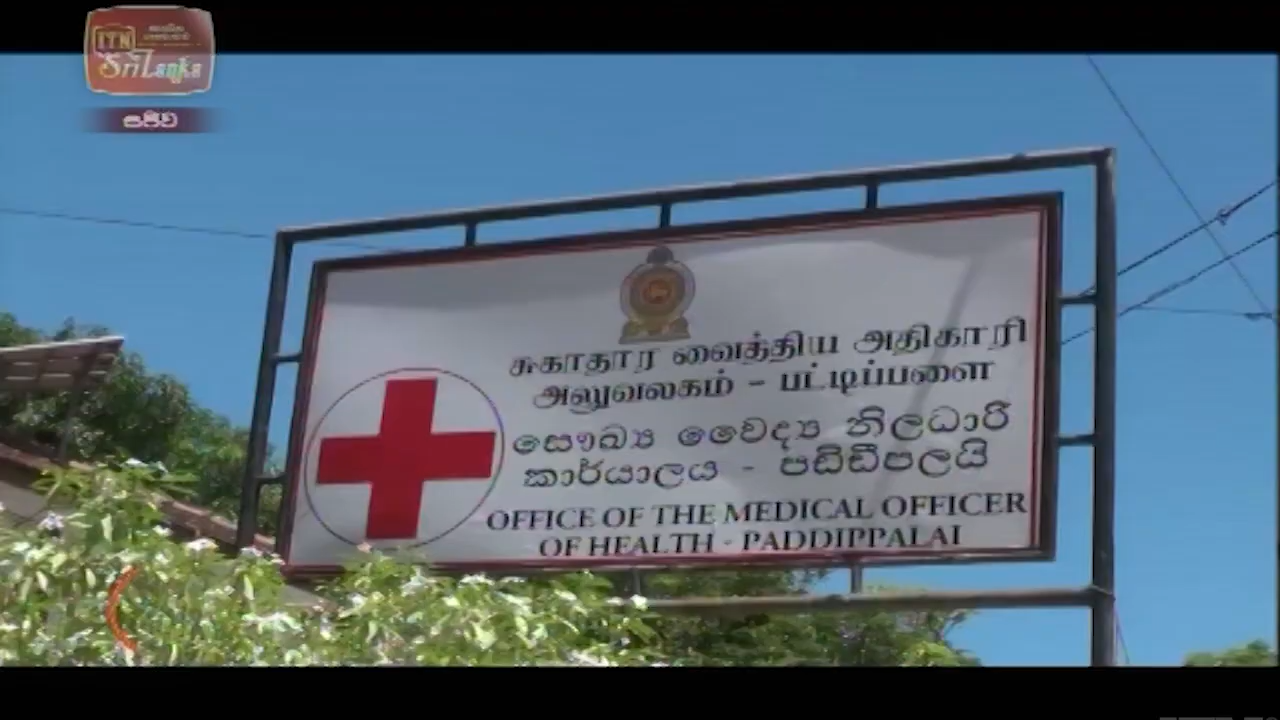 ITN
Sri Lanka
සජීව
சுகாதார வைத்திய அதிகாரி
அலுவலகம் - பட்டிப்பளை
සෞඛ්‍ය වෛද්‍ය නිලධාරී
කාර්යාලය - පඩ්ඩිපලයි
OFFICE OF THE MEDICAL OFFICER
OF HEALTH - PADDIPPALAI